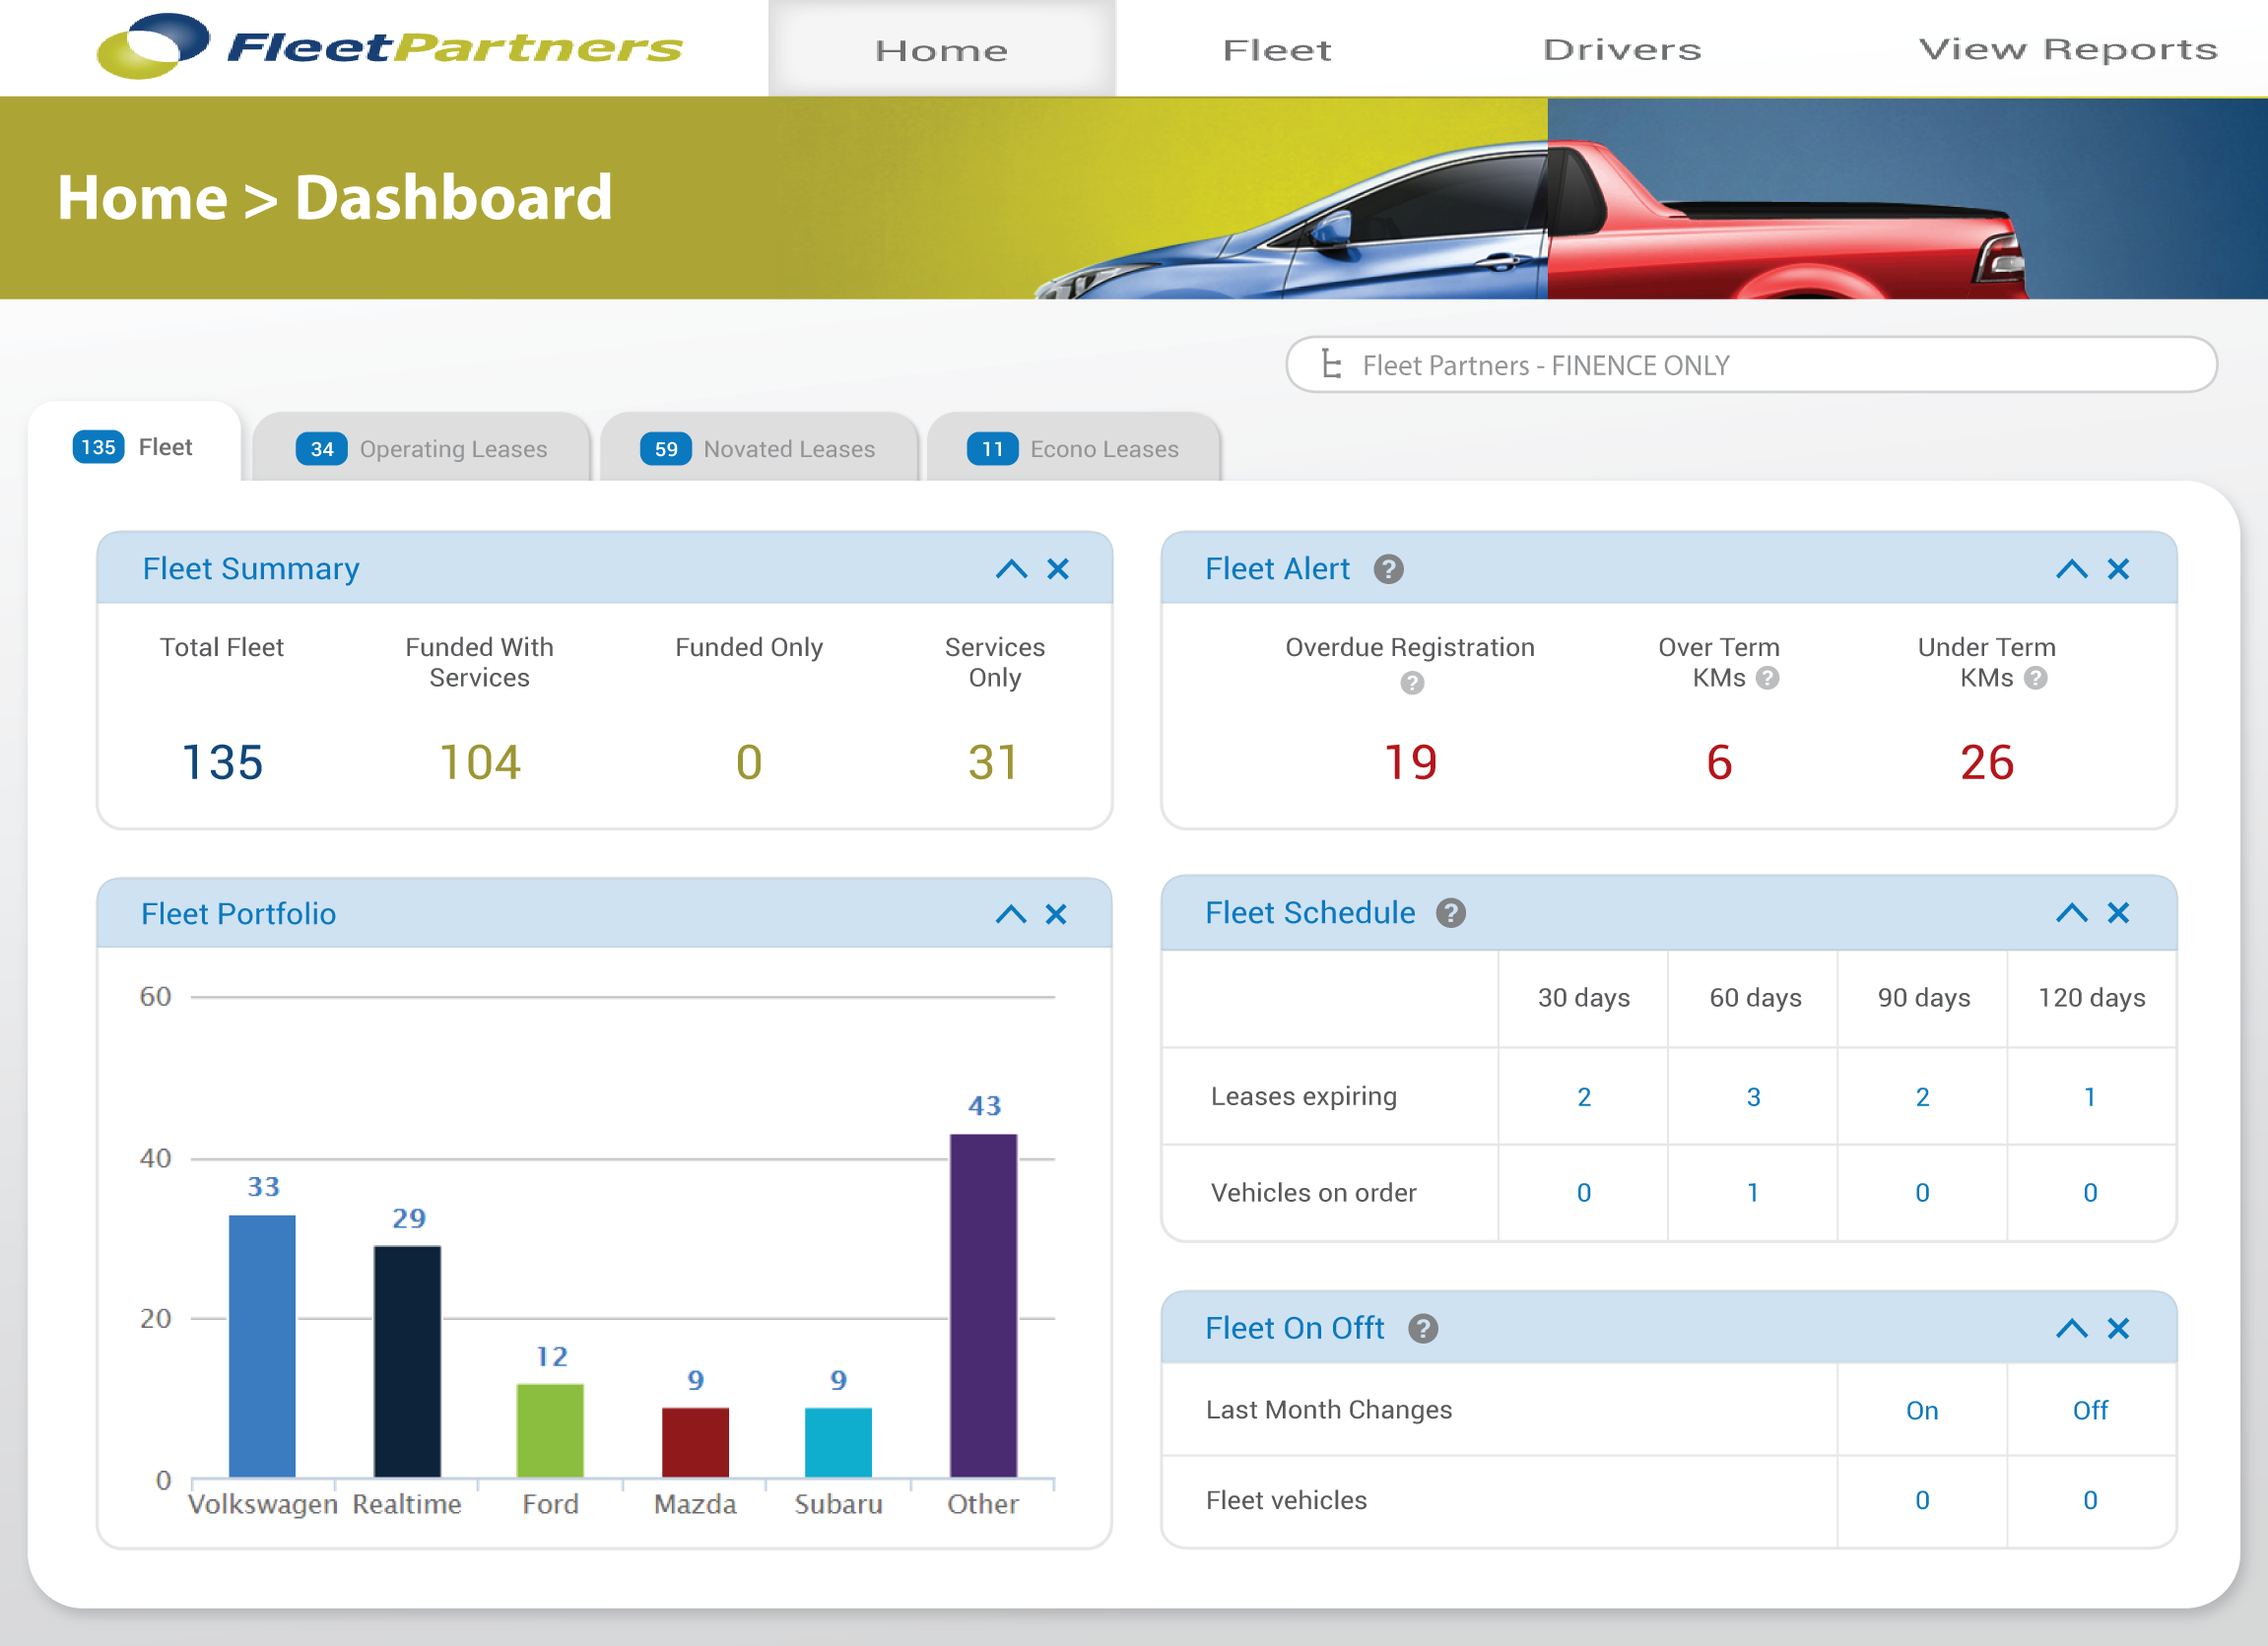 FleetPartners
Home
Fleet
Drivers
View Reports
Home > Dashboard
Fleet Partners - FINENCE ONLY
135 Fleet
34 Operating Leases
59 Novated Leases
11 Econo Leases
Fleet Summary
Total Fleet
Funded With
Services
Funded Only
Services
Only
135
104
0
31
Fleet Alert ?
Overdue Registration
?
Over Term
KMs ?
Under Term
KMs ?
19
6
26
Fleet Portfolio
60
40
20
0
33
29
12
9
9
43
Volkswagen
Realtime
Ford
Mazda
Subaru
Other
Fleet Schedule ?
30 days
60 days
90 days
120 days
Leases expiring
2
3
2
1
Vehicles on order
0
1
0
0
Fleet On Offt ?
Last Month Changes
On
Off
Fleet vehicles
0
0